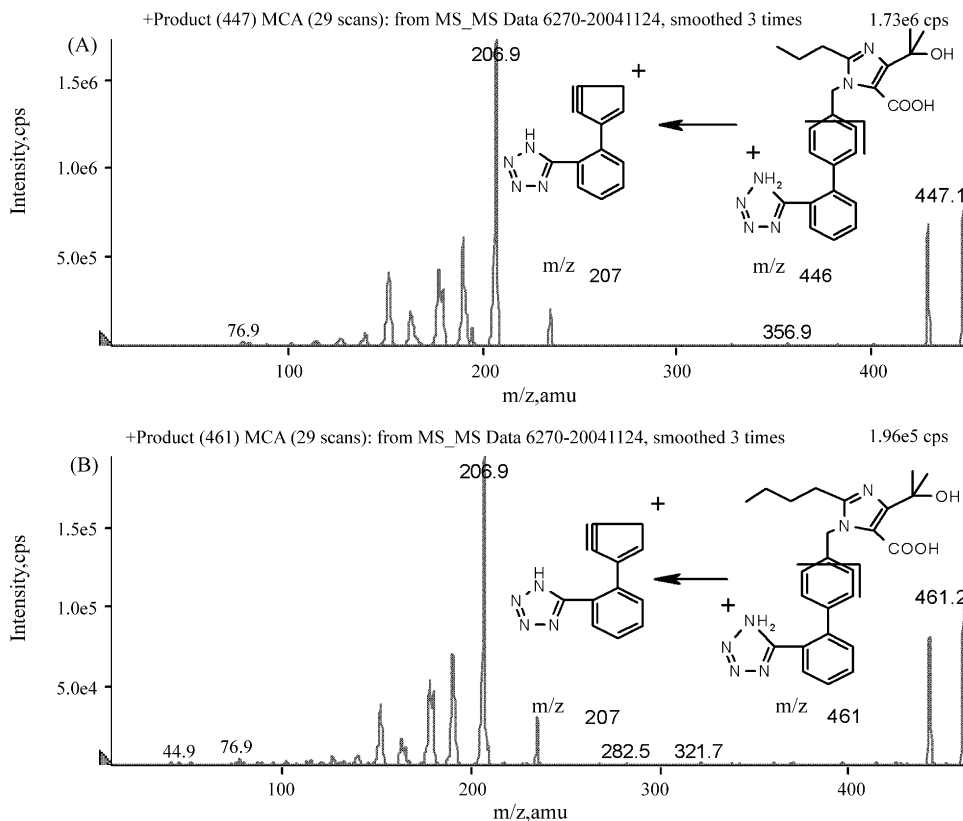 +Product (447) MCA (29 scans): from MS_MS Data 6270-20041124, smoothed 3 times 1.73e6 cps
(A)
206.9
+
N
OH
N
COOH
1.5e6
Intensity,cps
H
N
N
N
N
+
NH2
N
N
N
447.1
1.0e6
5.0e5
m/z 207
m/z 446
76.9
356.9
100 200 300 400
m/z,amu
+Product (461) MCA (29 scans): from MS_MS Data 6270-20041124, smoothed 3 times 1.96e5 cps
(B)
206.9
+
N
OH
N
COOH
1.5e5
Intensity,cps
H
N
N
N
N
+
NH2
N
N
N
461.2
1.0e5
5.0e4
m/z 207
m/z 461
44.9
76.9
282.5
321.7
100 200 300 400
m/z,amu